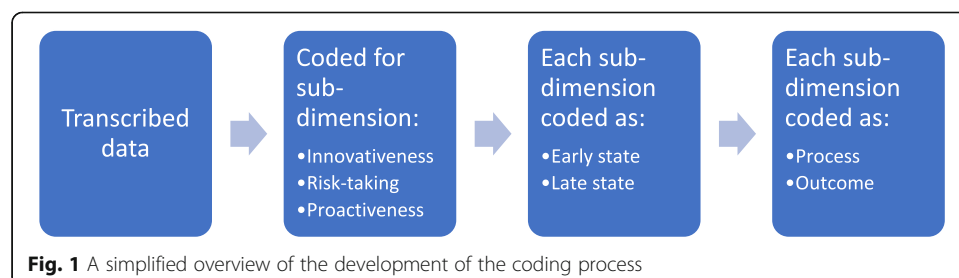 Transcribed
data
Coded for
sub-
dimension:
•Innovativeness
•Risk-taking
•Proactiveness
Each sub-
dimension
coded as:
•Early state
•Late state
Each sub-
dimension
coded as:
•Process
•Outcome
Fig. 1 A simplified overview of the development of the coding process